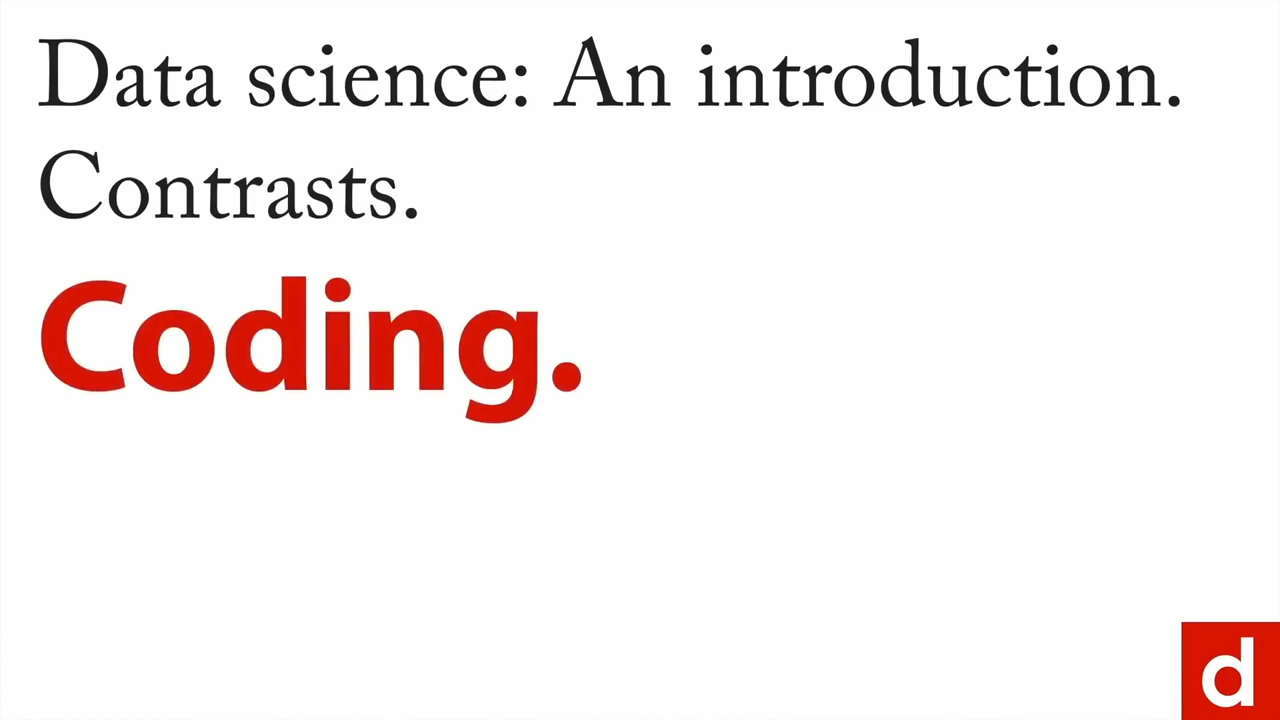 Data science: An introduction.
Contrasts.
Coding.
d